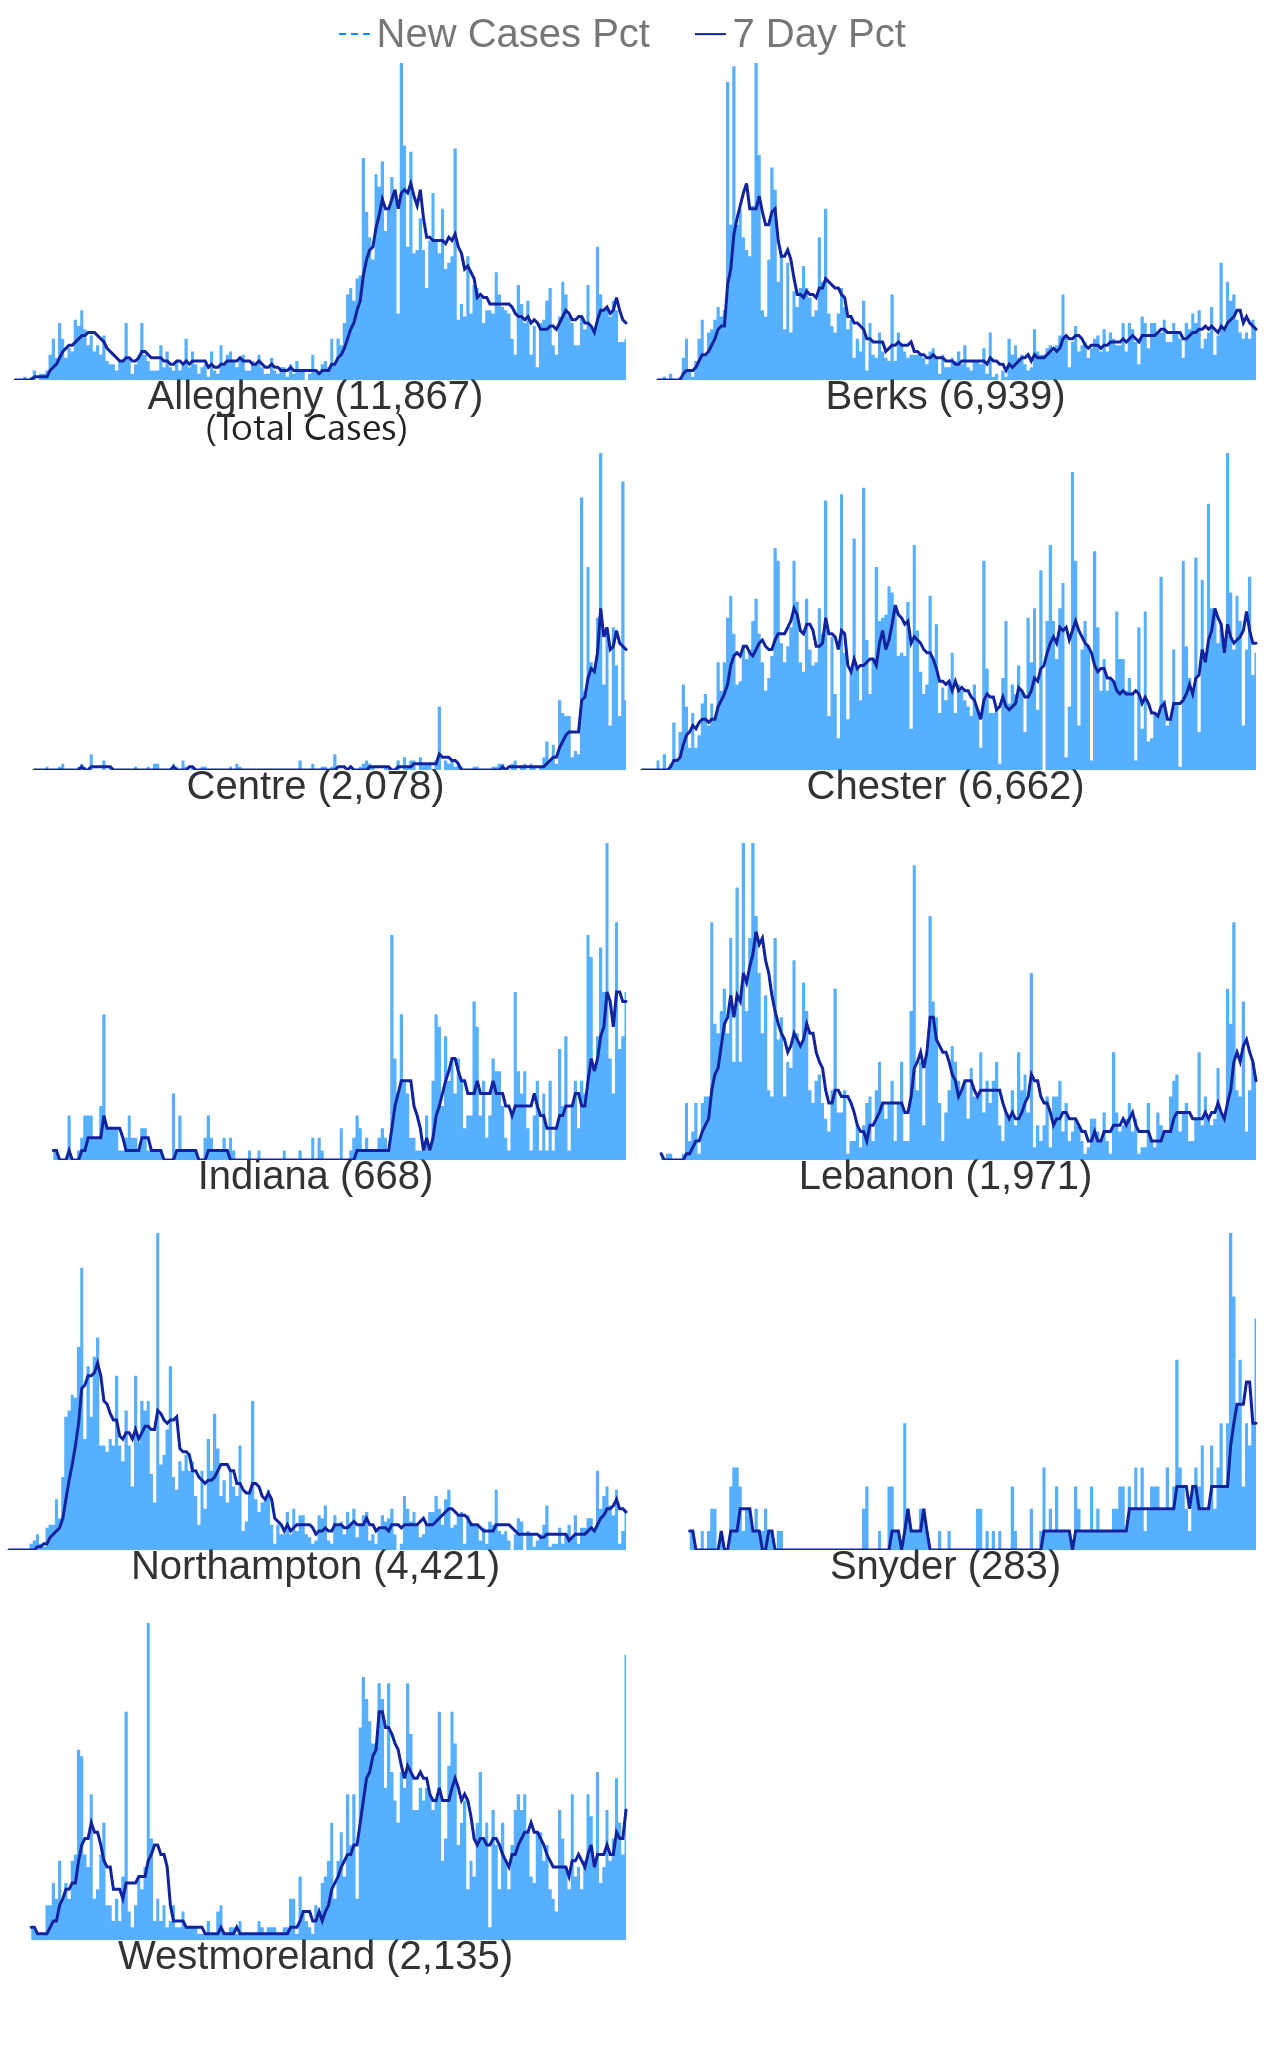 New Cases Pct 7 Day Pct
Allegheny (11,867)
(Total Cases)
Berks (6,939)
Centre (2,078)
Chester (6,662)
Indiana (668)
Lebanon (1,971)
Northampton (4,421)
Snyder (283)
Westmoreland (2,135)